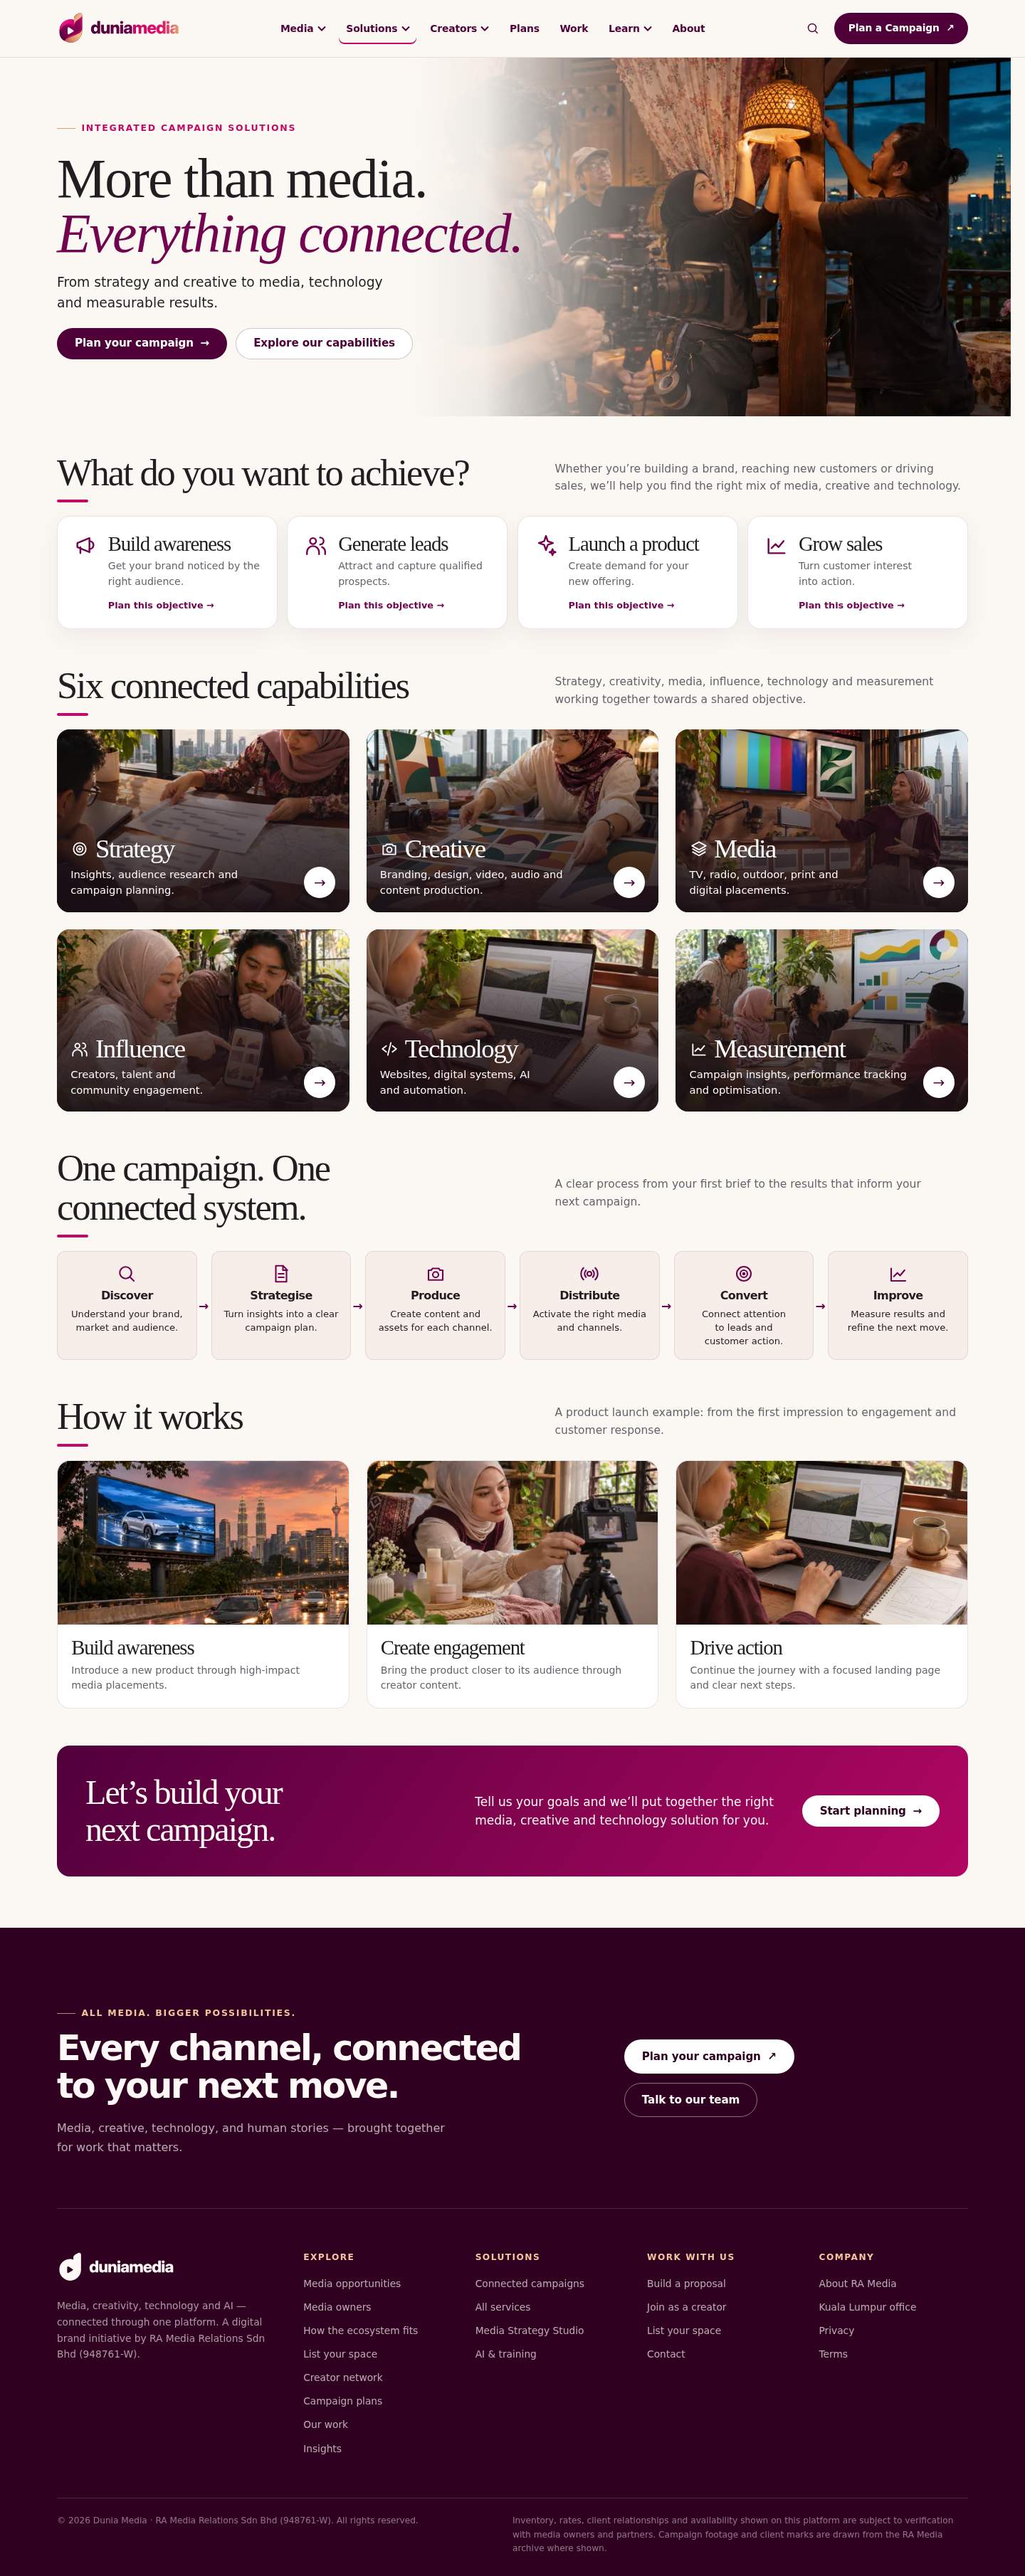 duniamedia
Media
Solutions
Creators
Plans
Work
Learn
About
Plan a Campaign ↗
INTEGRATED CAMPAIGN SOLUTIONS
More than media.
Everything connected.
From strategy and creative to media, technology
and measurable results.
Plan your campaign →
Explore our capabilities
What do you want to achieve?
Whether you’re building a brand, reaching new customers or driving
sales, we’ll help you find the right mix of media, creative and technology.
Build awareness
Get your brand noticed by the
right audience.
Plan this objective →
Generate leads
Attract and capture qualified
prospects.
Plan this objective →
Launch a product
Create demand for your
new offering.
Plan this objective →
Grow sales
Turn customer interest
into action.
Plan this objective →
Six connected capabilities
Strategy, creativity, media, influence, technology and measurement
working together towards a shared objective.
Strategy
Insights, audience research and
campaign planning.
→
Creative
Branding, design, video, audio and
content production.
→
Media
TV, radio, outdoor, print and
digital placements.
→
Influence
Creators, talent and
community engagement.
→
Technology
Websites, digital systems, AI
and automation.
→
Measurement
Campaign insights, performance tracking
and optimisation.
→
One campaign. One
connected system.
A clear process from your first brief to the results that inform your
next campaign.
Discover
Understand your brand,
market and audience.
→
Strategise
Turn insights into a clear
campaign plan.
→
Produce
Create content and
assets for each channel.
→
Distribute
Activate the right media
and channels.
→
Convert
Connect attention
to leads and
customer action.
→
Improve
Measure results and
refine the next move.
How it works
A product launch example: from the first impression to engagement and
customer response.
Build awareness
Introduce a new product through high-impact
media placements.
Create engagement
Bring the product closer to its audience through
creator content.
Drive action
Continue the journey with a focused landing page
and clear next steps.
Let’s build your
next campaign.
Tell us your goals and we’ll put together the right
media, creative and technology solution for you.
Start planning →
ALL MEDIA. BIGGER POSSIBILITIES.
Every channel, connected
to your next move.
Media, creative, technology, and human stories — brought together
for work that matters.
Plan your campaign ↗
Talk to our team
duniamedia
Media, creativity, technology and AI —
connected through one platform. A digital
brand initiative by RA Media Relations Sdn
Bhd (948761-W).
EXPLORE
Media opportunities
Media owners
How the ecosystem fits
List your space
Creator network
Campaign plans
Our work
Insights
SOLUTIONS
Connected campaigns
All services
Media Strategy Studio
AI & training
WORK WITH US
Build a proposal
Join as a creator
List your space
Contact
COMPANY
About RA Media
Kuala Lumpur office
Privacy
Terms
© 2026 Dunia Media · RA Media Relations Sdn Bhd (948761-W). All rights reserved.
Inventory, rates, client relationships and availability shown on this platform are subject to verification
with media owners and partners. Campaign footage and client marks are drawn from the RA Media
archive where shown.